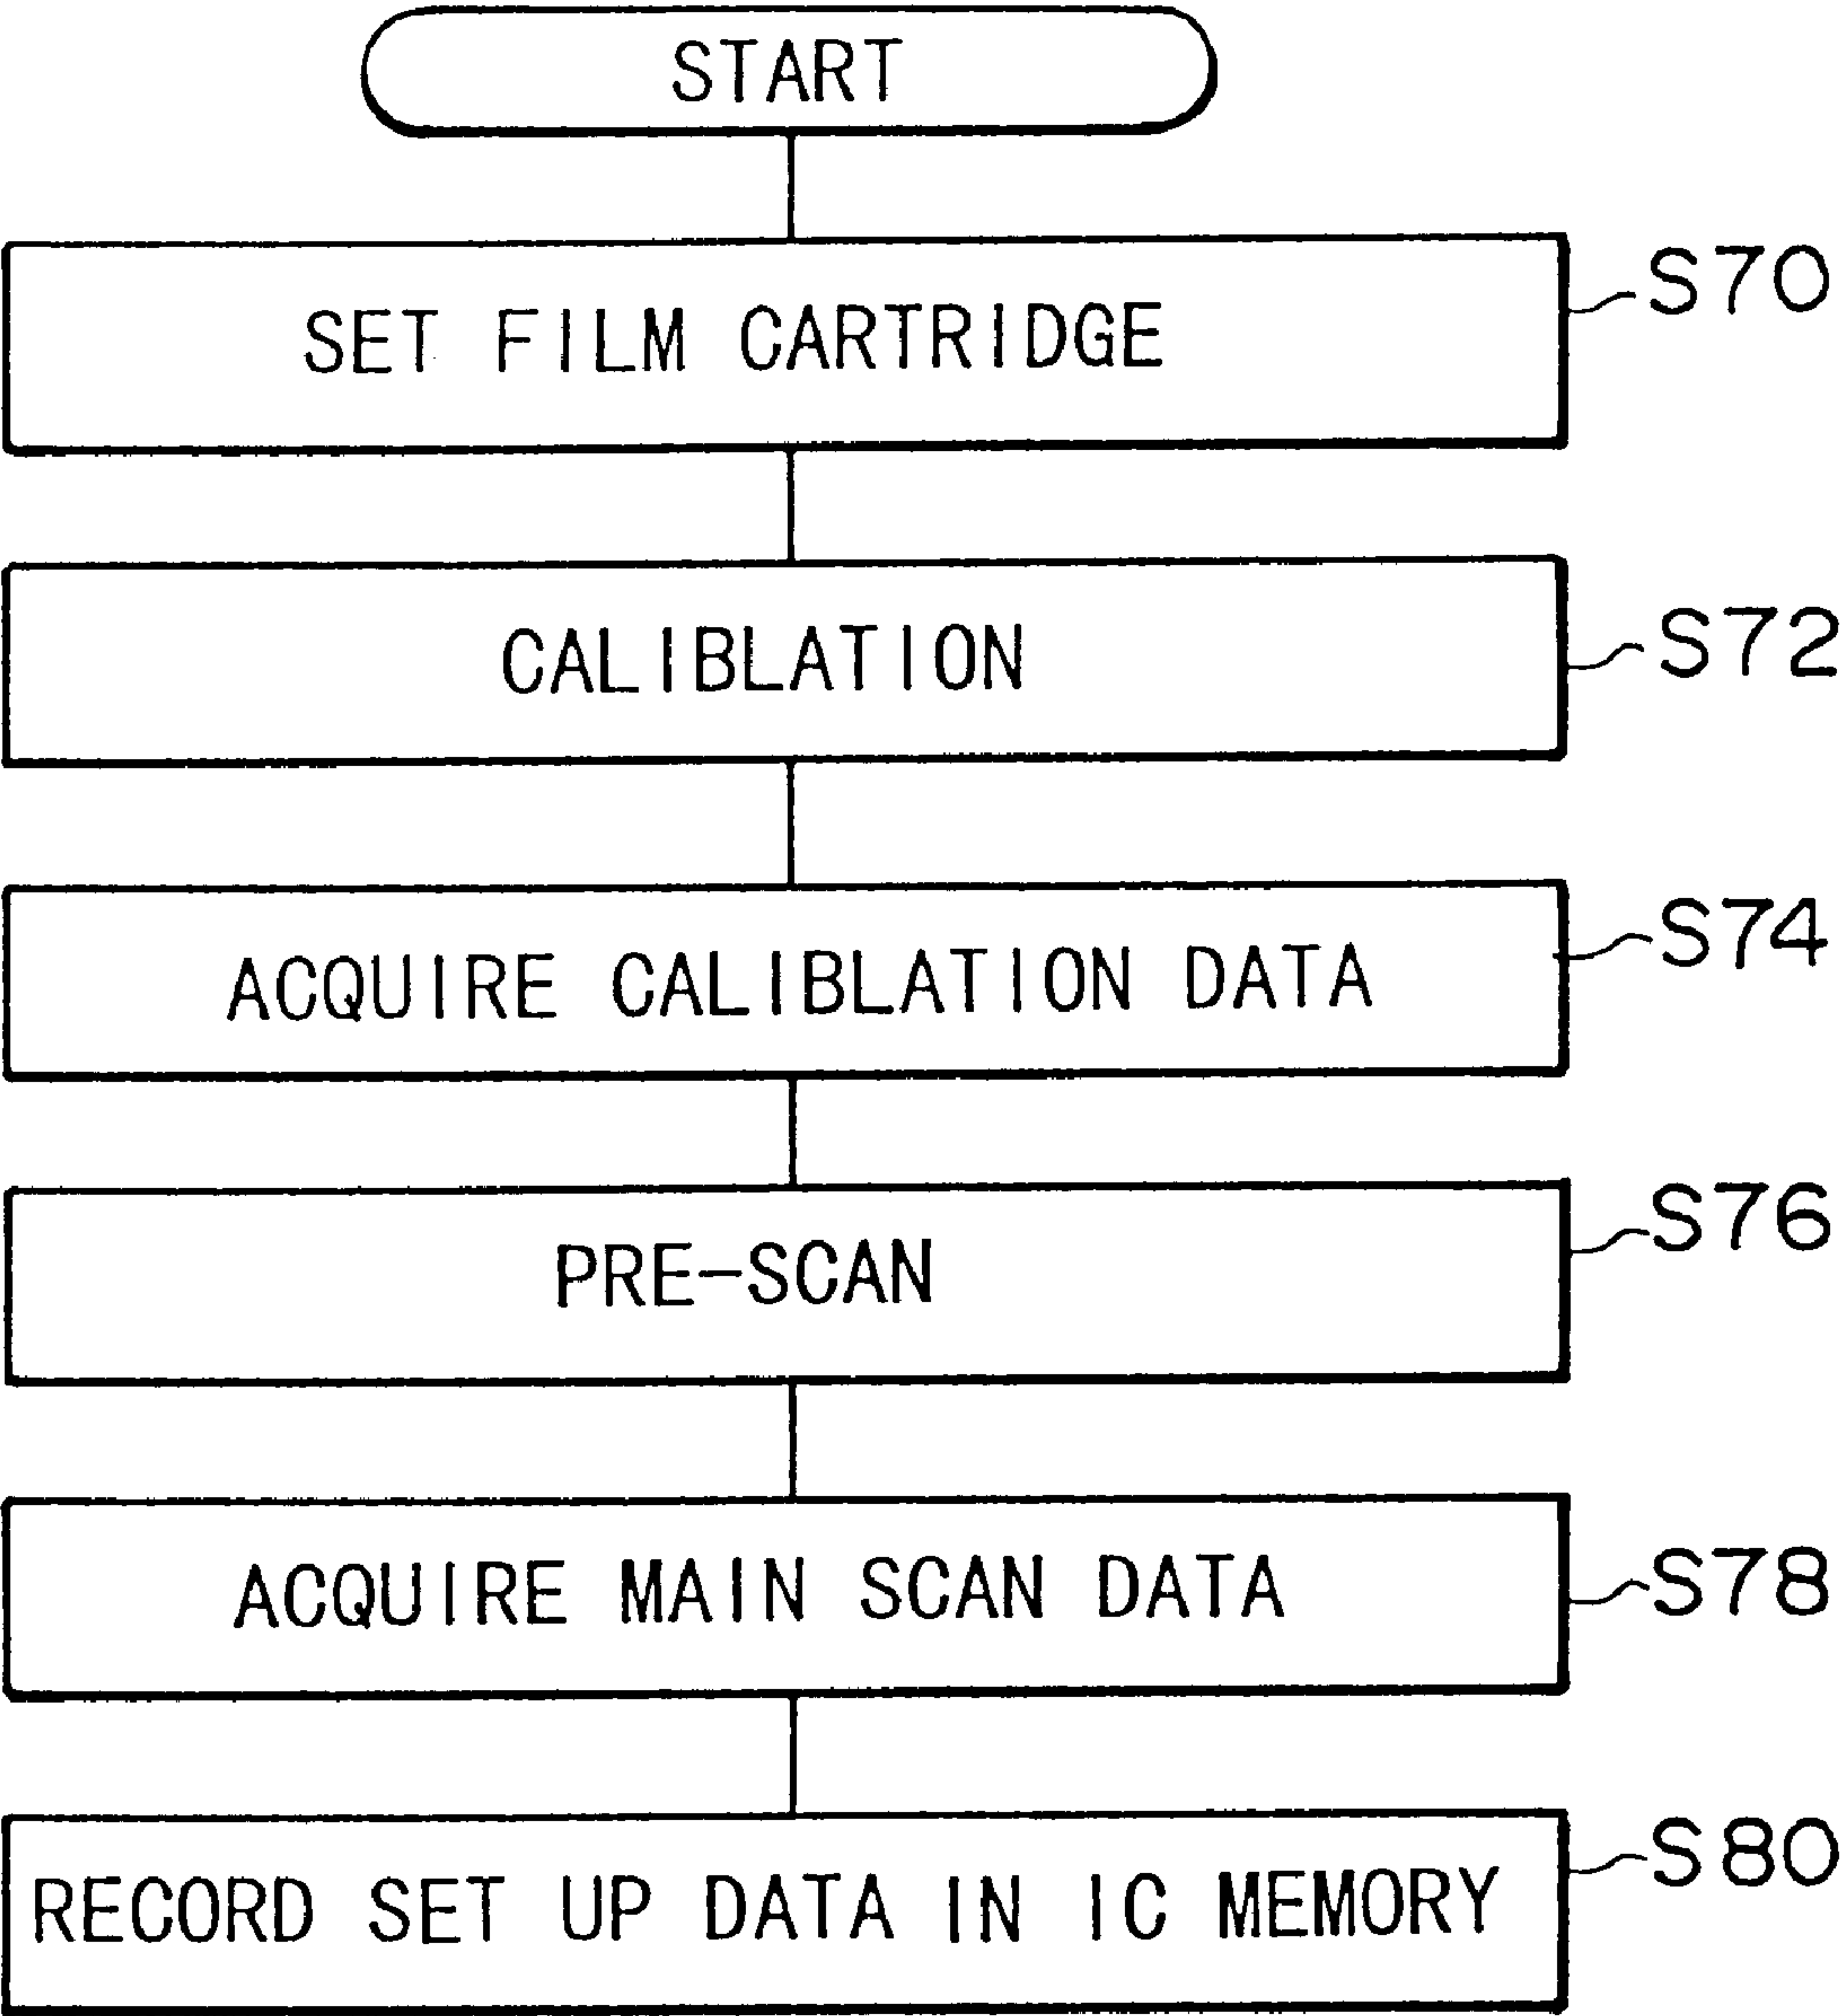 START
SET FILM CARTRIDGE
S70
CALIBLATION
S72
ACQUIRE CALIBLATION DATA
S74
PRE-SCAN
S76
ACQUIRE MAIN SCAN DATA
S78
RECORD SET UP DATA IN IC MEMORY
S80